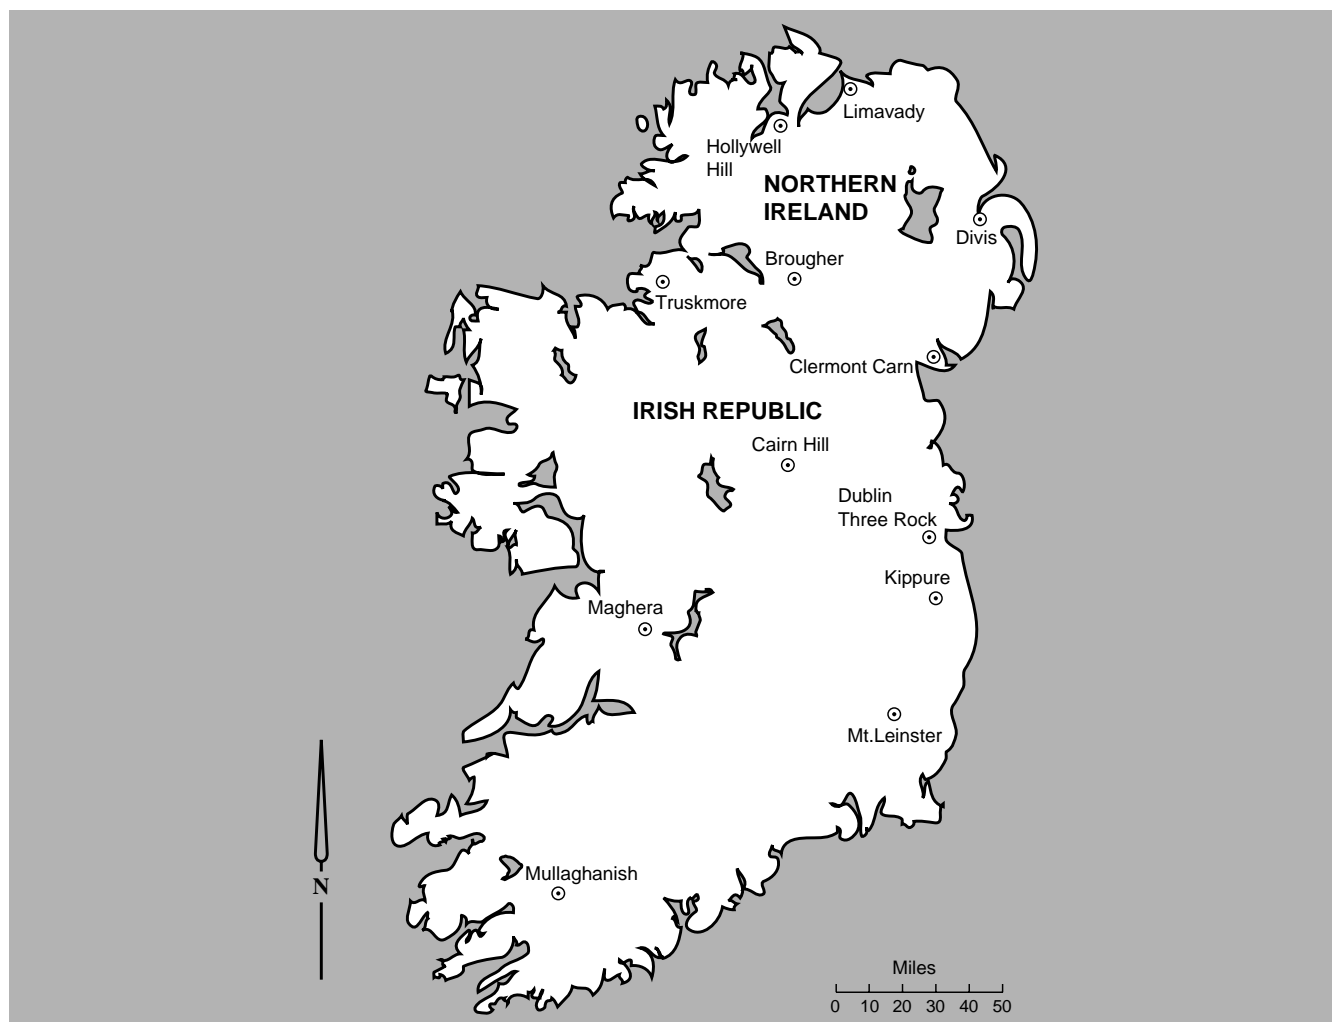 Limavady
Hollywell
Hill
NORTHERN
IRELAND
Divis
Brougher
Truskmore
Clermont Carn
IRISH REPUBLIC
Cairn Hill
Dublin
Three Rock
Kippure
Maghera
Mt.Leinster
N
Mullaghanish
Miles
0 10 20 30 40 50